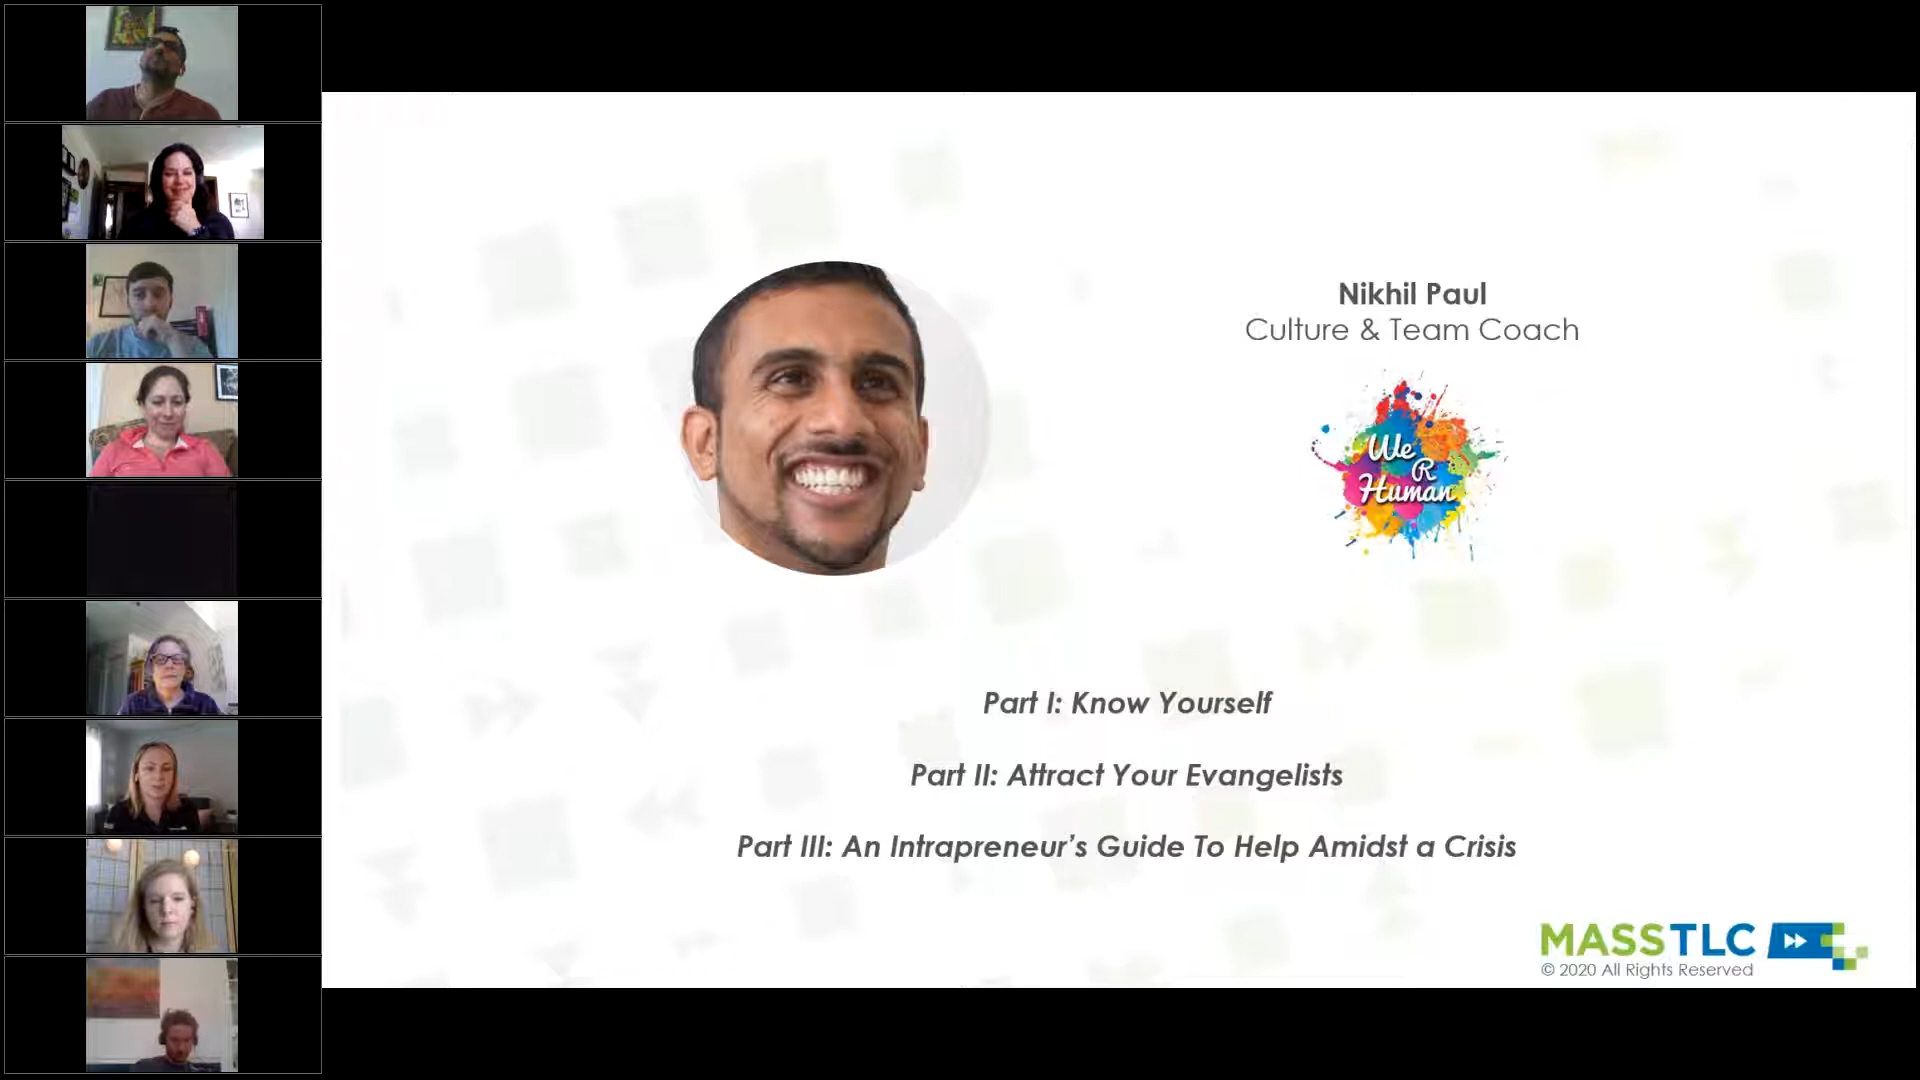 Nikhil Paul
Culture & Team Coach
We
R
Human
Part I: Know Yourself
Part II: Attract Your Evangelists
Part III: An Intrapreneur’s Guide To Help Amidst a Crisis
MASSTLC
© 2020 All Rights Reserved